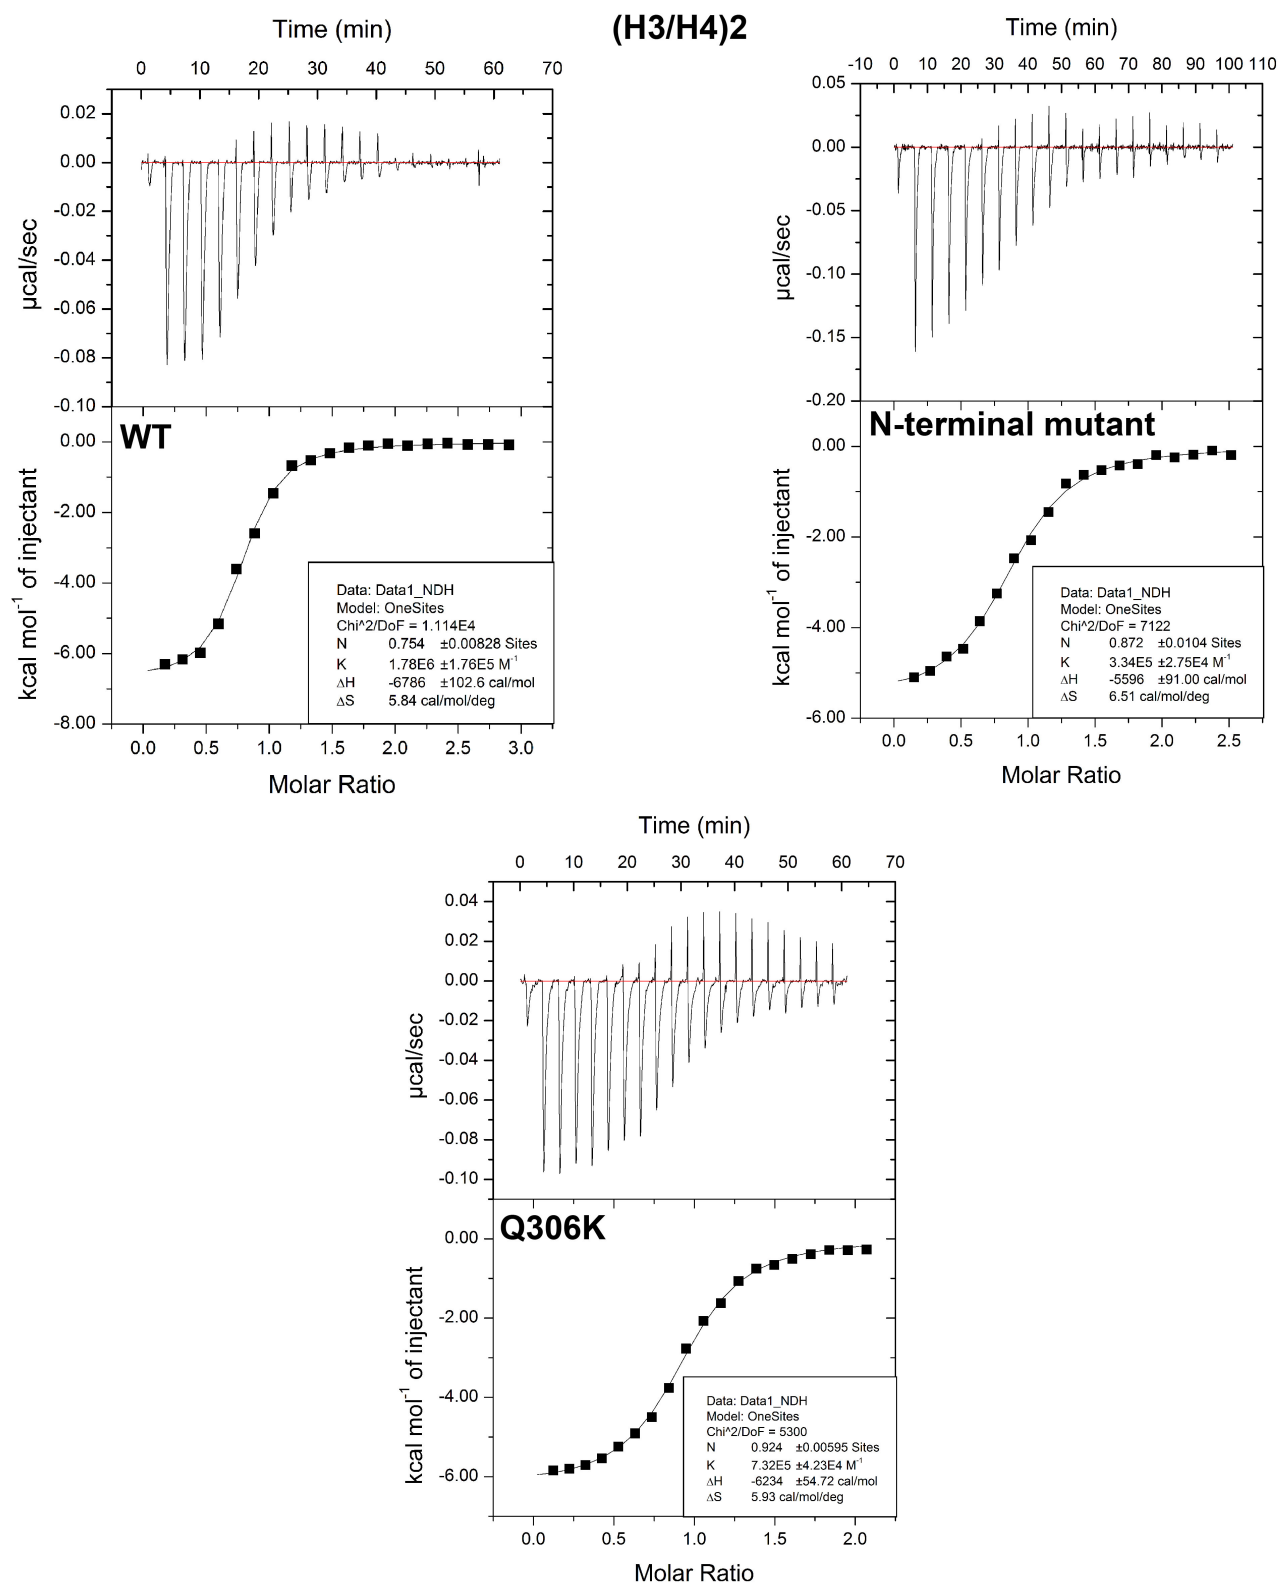 (H3/H4)2
Time (min)
0 10 20 30 40 50 60 70
0.02
0.00
-0.02
-0.04
-0.06
-0.08
-0.10
µcal/sec
WT
0.00
-2.00
-4.00
-6.00
-8.00
kcal mol⁻¹ of injectant
Data: Data1_NDH
Model: OneSites
Chi^2/DoF = 1.114E4
N 0.754 ±0.00828 Sites
K 1.78E6 ±1.76E5 M⁻¹
ΔH -6786 ±102.6 cal/mol
ΔS 5.84 cal/mol/deg
0.0 0.5 1.0 1.5 2.0 2.5 3.0
Molar Ratio
Time (min)
-10 0 10 20 30 40 50 60 70 80 90 100 110
0.05
0.00
-0.05
-0.10
-0.15
-0.20
µcal/sec
N-terminal mutant
0.00
-2.00
-4.00
-6.00
kcal mol⁻¹ of injectant
Data: Data1_NDH
Model: OneSites
Chi^2/DoF = 7122
N 0.872 ±0.0104 Sites
K 3.34E5 ±2.75E4 M⁻¹
ΔH -5596 ±91.00 cal/mol
ΔS 6.51 cal/mol/deg
0.0 0.5 1.0 1.5 2.0 2.5
Molar Ratio
Time (min)
0 10 20 30 40 50 60 70
0.04
0.02
0.00
-0.02
-0.04
-0.06
-0.08
-0.10
µcal/sec
Q306K
0.00
-2.00
-4.00
-6.00
kcal mol⁻¹ of injectant
Data: Data1_NDH
Model: OneSites
Chi^2/DoF = 5300
N 0.924 ±0.00595 Sites
K 7.32E5 ±4.23E4 M⁻¹
ΔH -6234 ±54.72 cal/mol
ΔS 5.93 cal/mol/deg
0.0 0.5 1.0 1.5 2.0
Molar Ratio